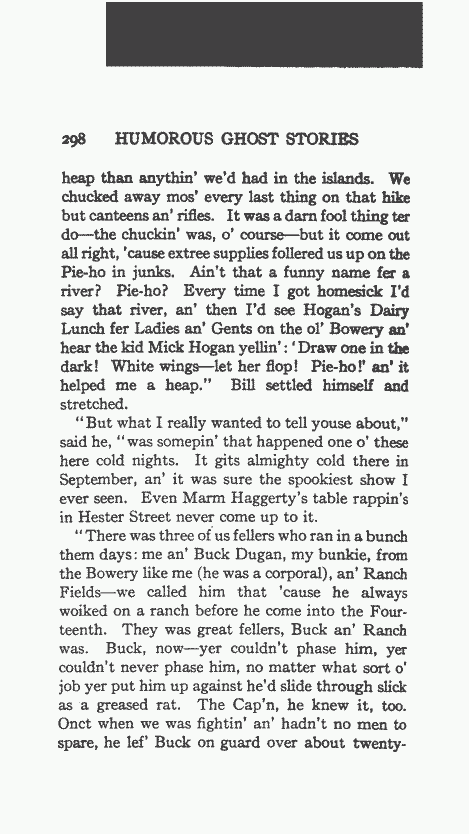 298 HUMOROUS GHOST STORIES
heap than anythin' we'd had in the islands. We
chucked away mos' every last thing on that hike
but canteens an' rifles. It was a darn fool thing ter
do—the chuckin' was, o' course—but it come out
all right, 'cause extree supplies follered us up on the
Pie-ho in junks. Ain't that a funny name fer a
river? Pie-ho? Every time I got homesick I'd
say that river, an' then I'd see Hogan's Dairy
Lunch fer Ladies an' Gents on the ol' Bowery an'
hear the kid Mick Hogan yellin': 'Draw one in the
dark! White wings—let her flop! Pie-ho!' an' it
helped me a heap." Bill settled himself and
stretched.
"But what I really wanted to tell youse about,"
said he, "was somepin' that happened one o' these
here cold nights. It gits almighty cold there in
September, an' it was sure the spookiest show I
ever seen. Even Marm Haggerty's table rappin's
in Hester Street never come up to it.
"There was three of us fellers who ran in a bunch
them days: me an' Buck Dugan, my bunkie, from
the Bowery like me (he was a corporal), an' Ranch
Fields—we called him that 'cause he always
woiked on a ranch before he come into the Four-
teenth. They was great fellers, Buck an' Ranch
was. Buck, now—yer couldn't phase him, yer
couldn't never phase him, no matter what sort o'
job yer put him up against he'd slide through slick
as a greased rat. The Cap'n, he knew it, too.
Onct when we was fightin' an' hadn't no men to
spare, he lef' Buck on guard over about twenty-